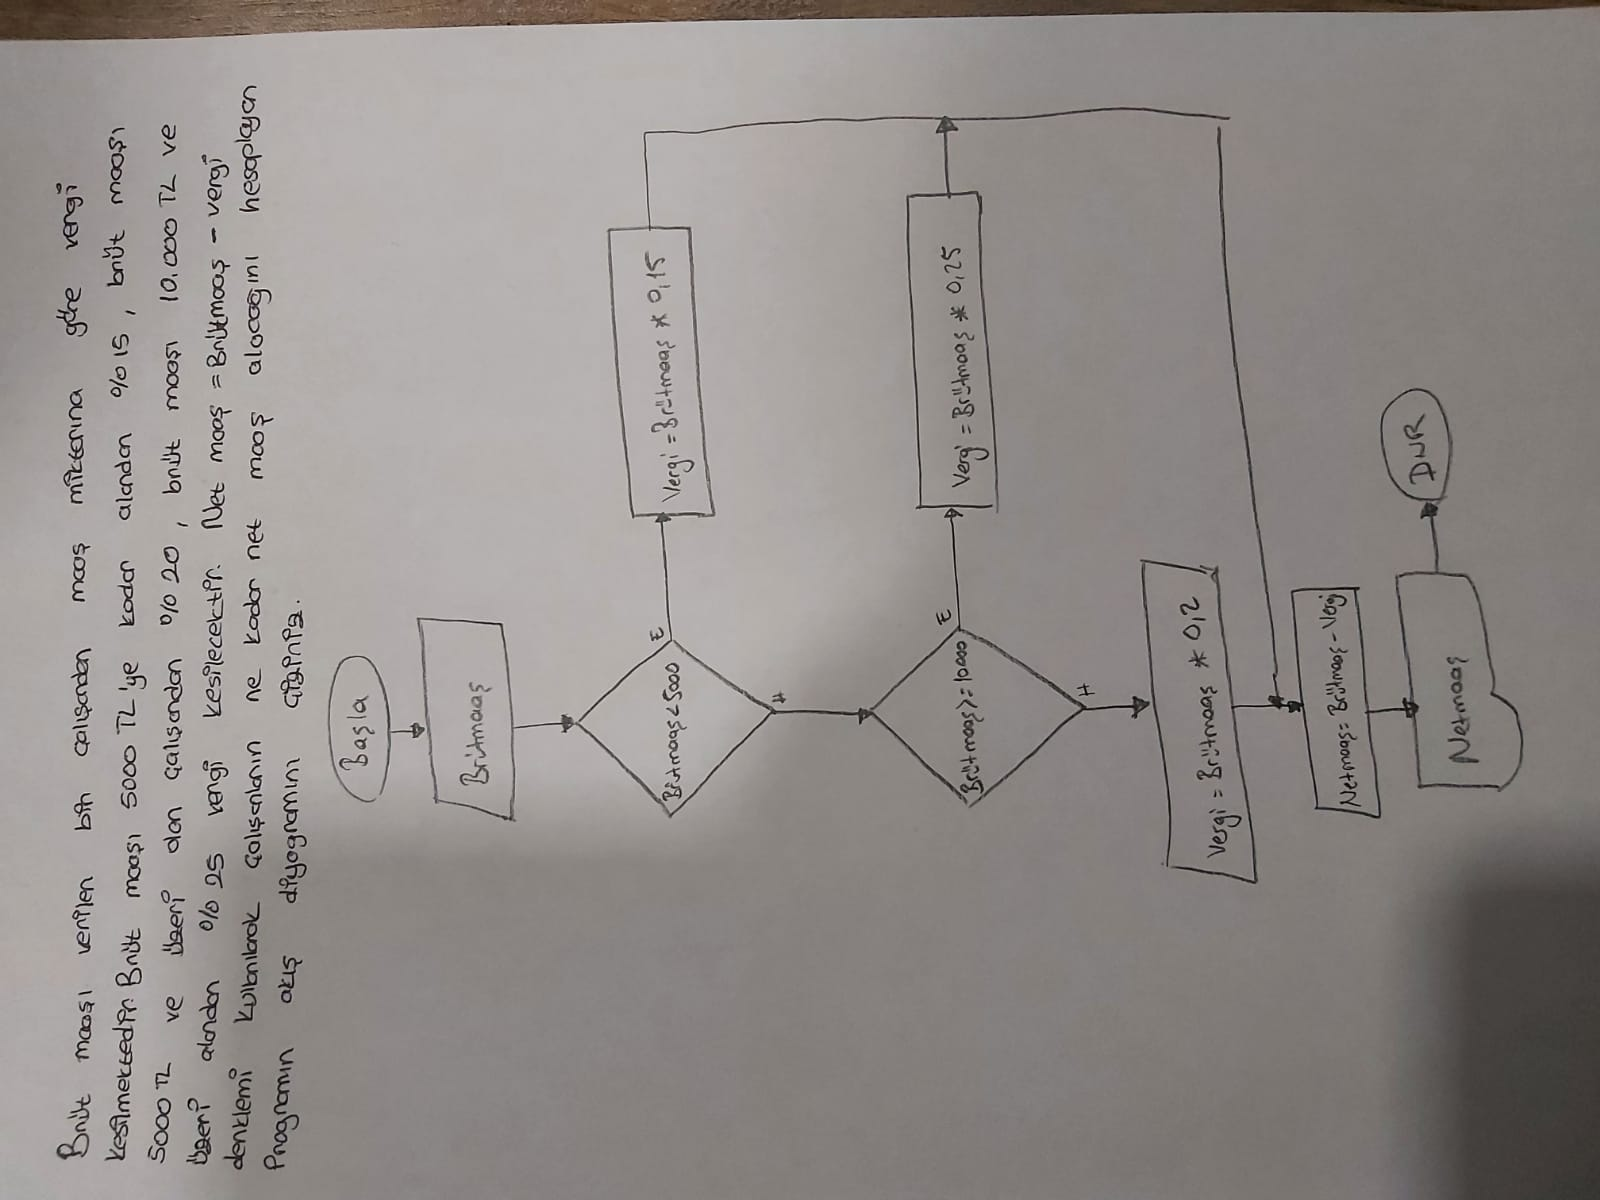 Brüt maaşı verilen bir çalışandan maaş miktarına göre vergi
kesilmektedir. Brüt maaşı 5000 TL'ye kadar alandan %15, brüt maaşı
5000 TL ve üzeri olan çalışandan %20, brüt maaşı 10.000 TL ve
üzeri alandan %25 vergi kesilecektir. Net maaş = Brütmaaş - vergi
denklemi kullanılarak çalışanların ne kadar net maaş alacağını hesaplayan
Programın akış diyagramını çiziniz.
Başla
Brütmaaş
Brütmaaş<5000
E
Vergi = Brütmaaş * 0,15
H
Brütmaaş>=10000
E
Vergi = Brütmaaş * 0,25
H
Vergi = Brütmaaş * 0,2
Netmaaş = Brütmaaş - Vergi
Netmaaş
DNR